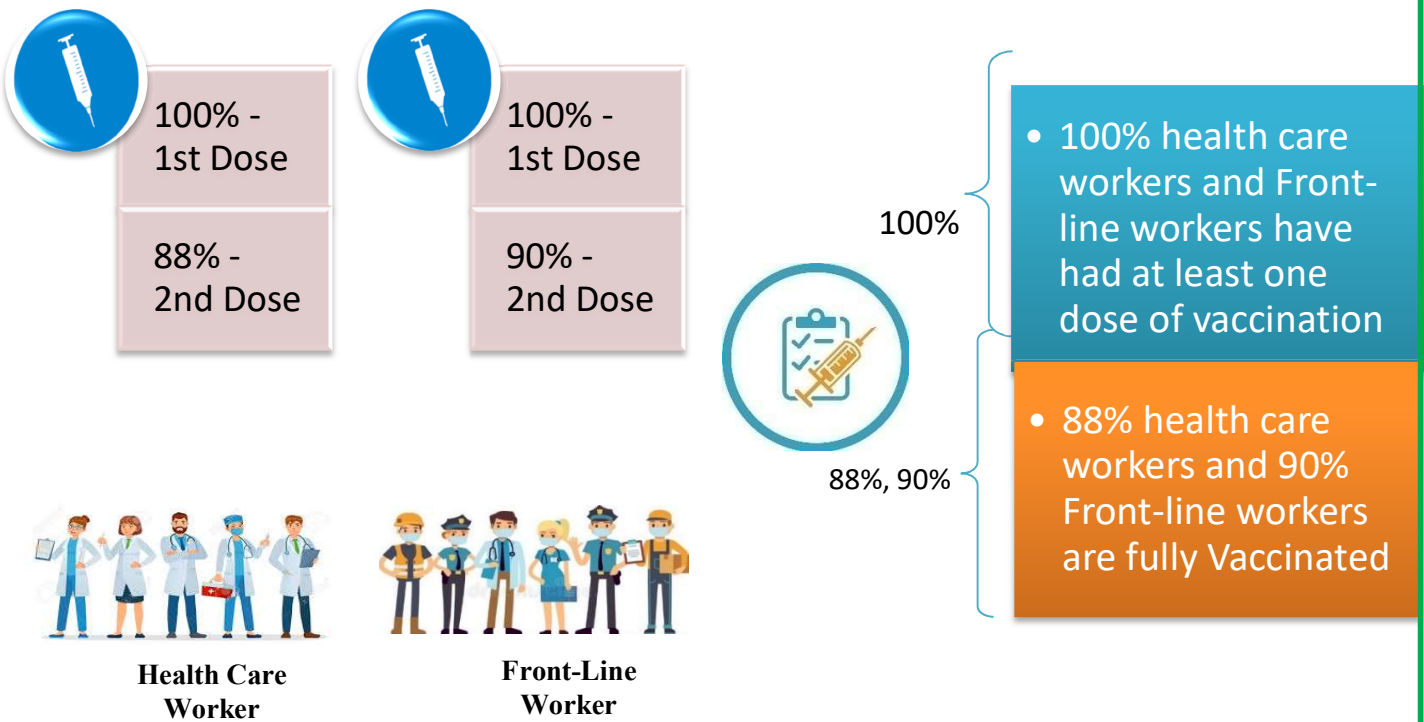 100% -
1st Dose
88% -
2nd Dose
Health Care
Worker
100% -
1st Dose
90% -
2nd Dose
Front-Line
Worker
100%
88%, 90%
• 100% health care
workers and Front-
line workers have
had at least one
dose of vaccination
• 88% health care
workers and 90%
Front-line workers
are fully Vaccinated